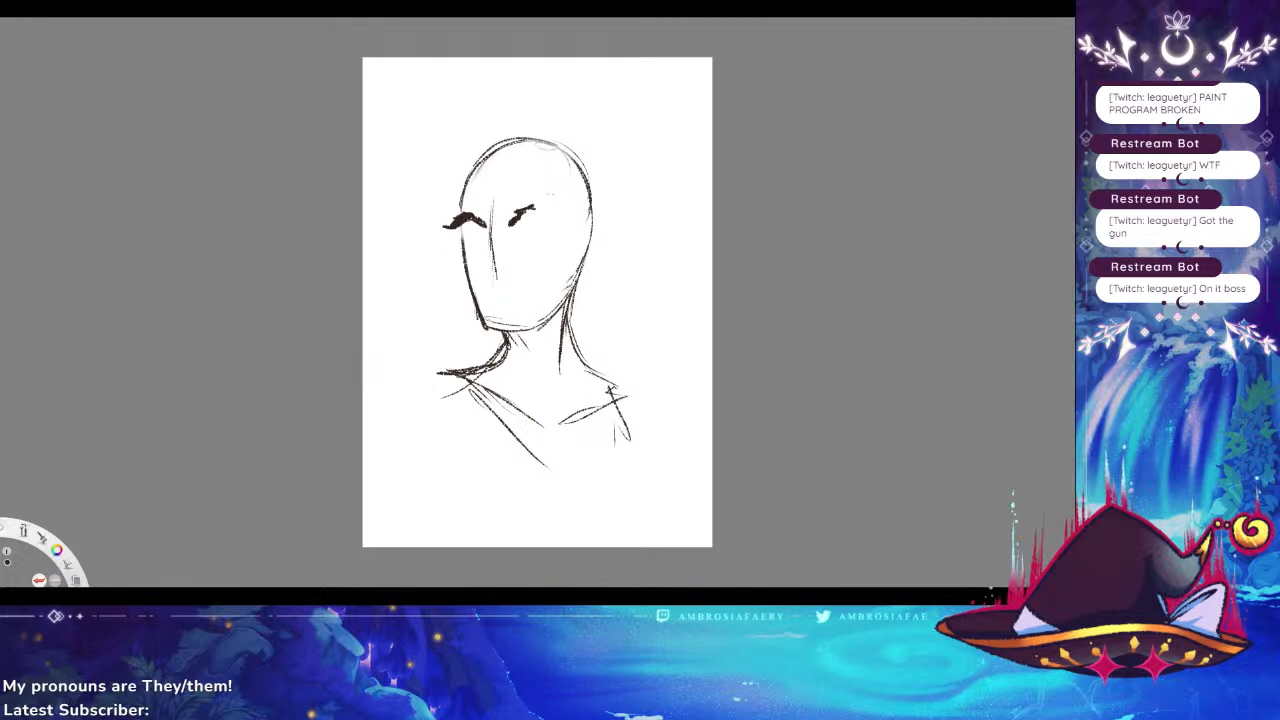 [Twitch: leaguetyr] PAINT
PROGRAM BROKEN
Restream Bot
[Twitch: leaguetyr] WTF
Restream Bot
[Twitch: leaguetyr] Got the
gun
Restream Bot
[Twitch: leaguetyr] On it boss
AMBROSIAFAERY
AMBROSIAFAE
My pronouns are They/them!
Latest Subscriber: